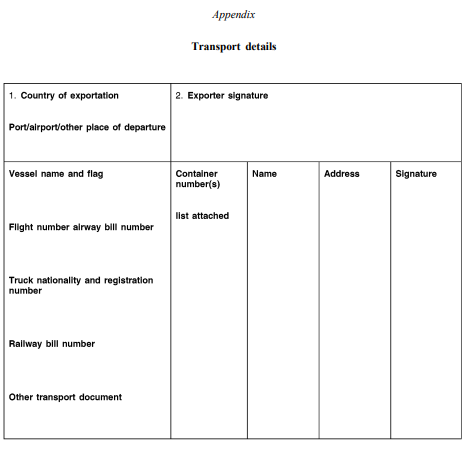 Appendix
Transport details
1. Country of exportation
Port/airport/other place of departure
2. Exporter signature
Vessel name and flag
Flight number airway bill number
Truck nationality and registration
number
Railway bill number
Other transport document
Container
number(s)
list attached
Name
Address
Signature